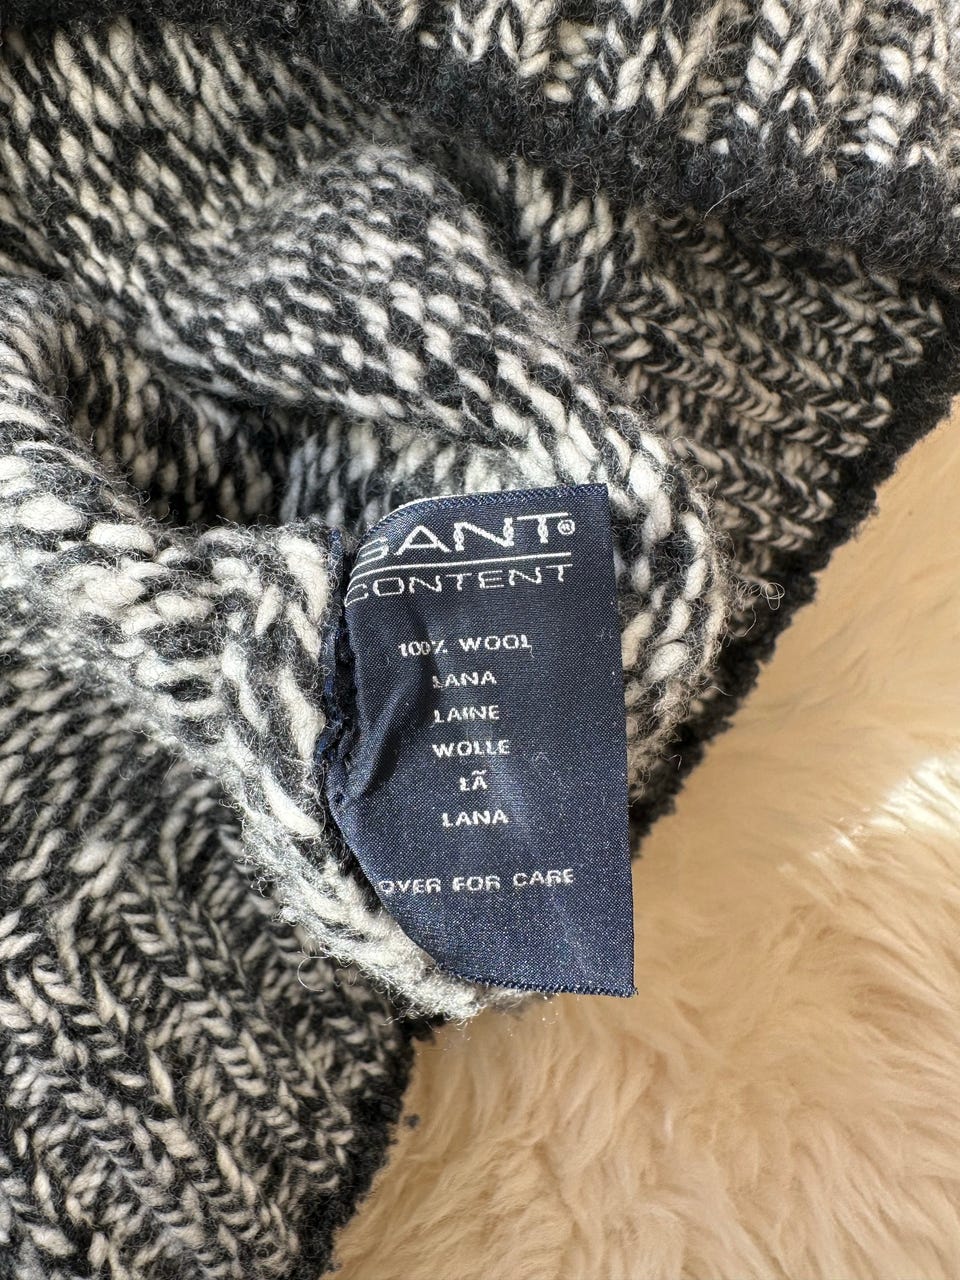 GANT®
CONTENT
100% WOOL
LANA
LAINE
WOLLE
LÃ
LANA
OVER FOR CARE